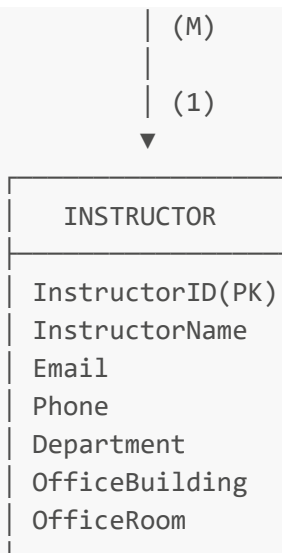 (M)
(1)
INSTRUCTOR
InstructorID(PK)
InstructorName
Email
Phone
Department
OfficeBuilding
OfficeRoom